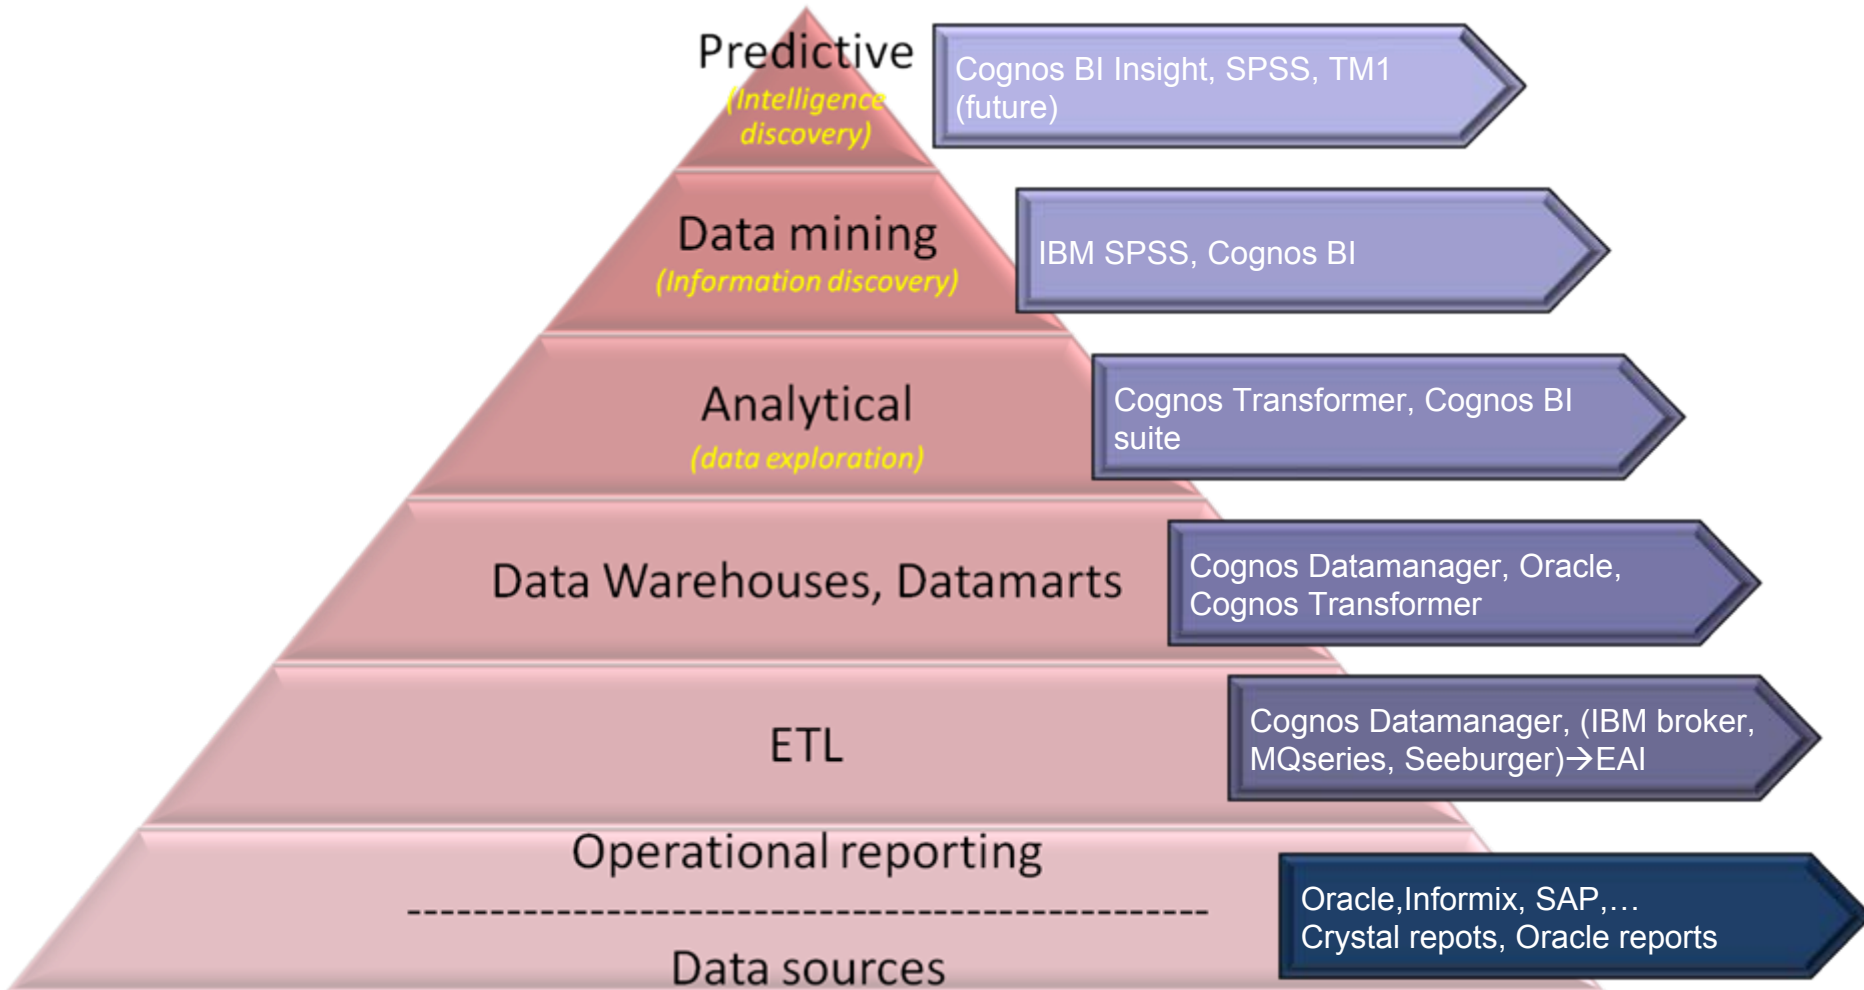 Predictive
(Intelligence
discovery)
Cognos BI Insight, SPSS, TM1
(future)
Data mining
(Information discovery)
IBM SPSS, Cognos BI
Analytical
(data exploration)
Cognos Transformer, Cognos BI
suite
Data Warehouses, Datamarts
Cognos Datamanager, Oracle,
Cognos Transformer
ETL
Cognos Datamanager, (IBM broker,
MQseries, Seeburger)→EAI
Operational reporting
-------------------------------------------------
Data sources
Oracle,Informix, SAP,…
Crystal repots, Oracle reports